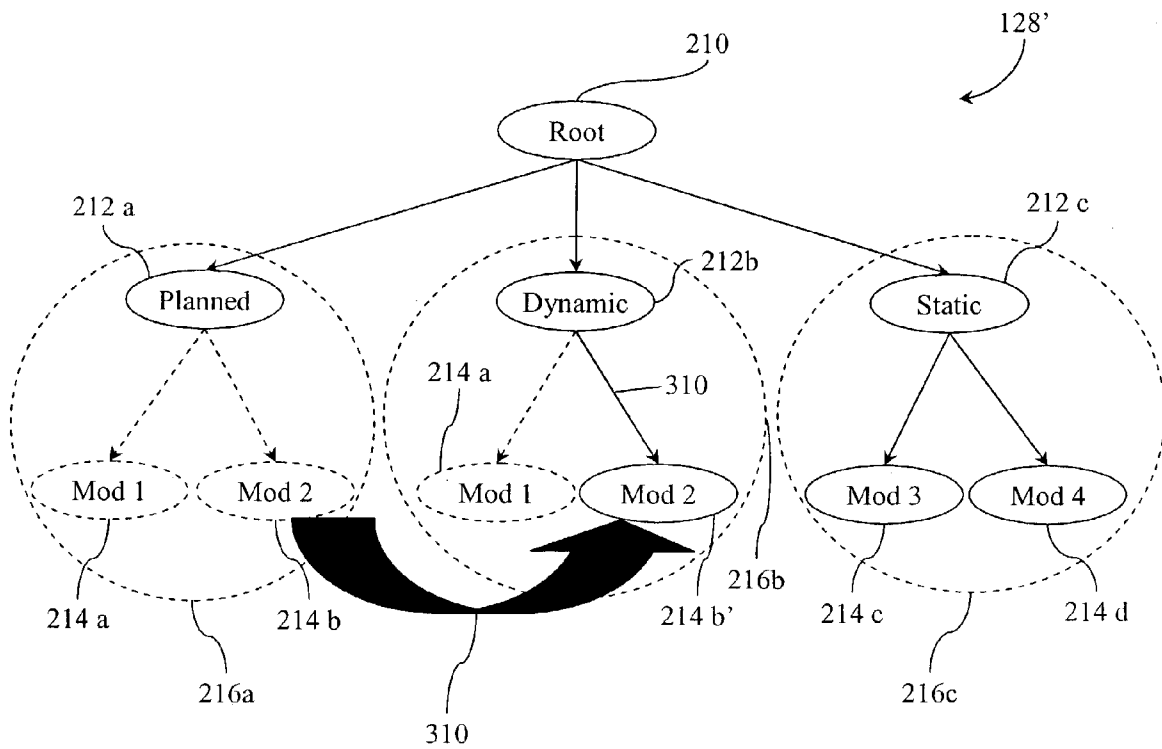 128’
210
Root
212 a
212 c
212b
Planned
Dynamic
Static
214 a
310
Mod 1
Mod 2
Mod 1
Mod 2
Mod 3
Mod 4
216b
214 a
214 b
214 b’
214 c
214 d
216a
216c
310